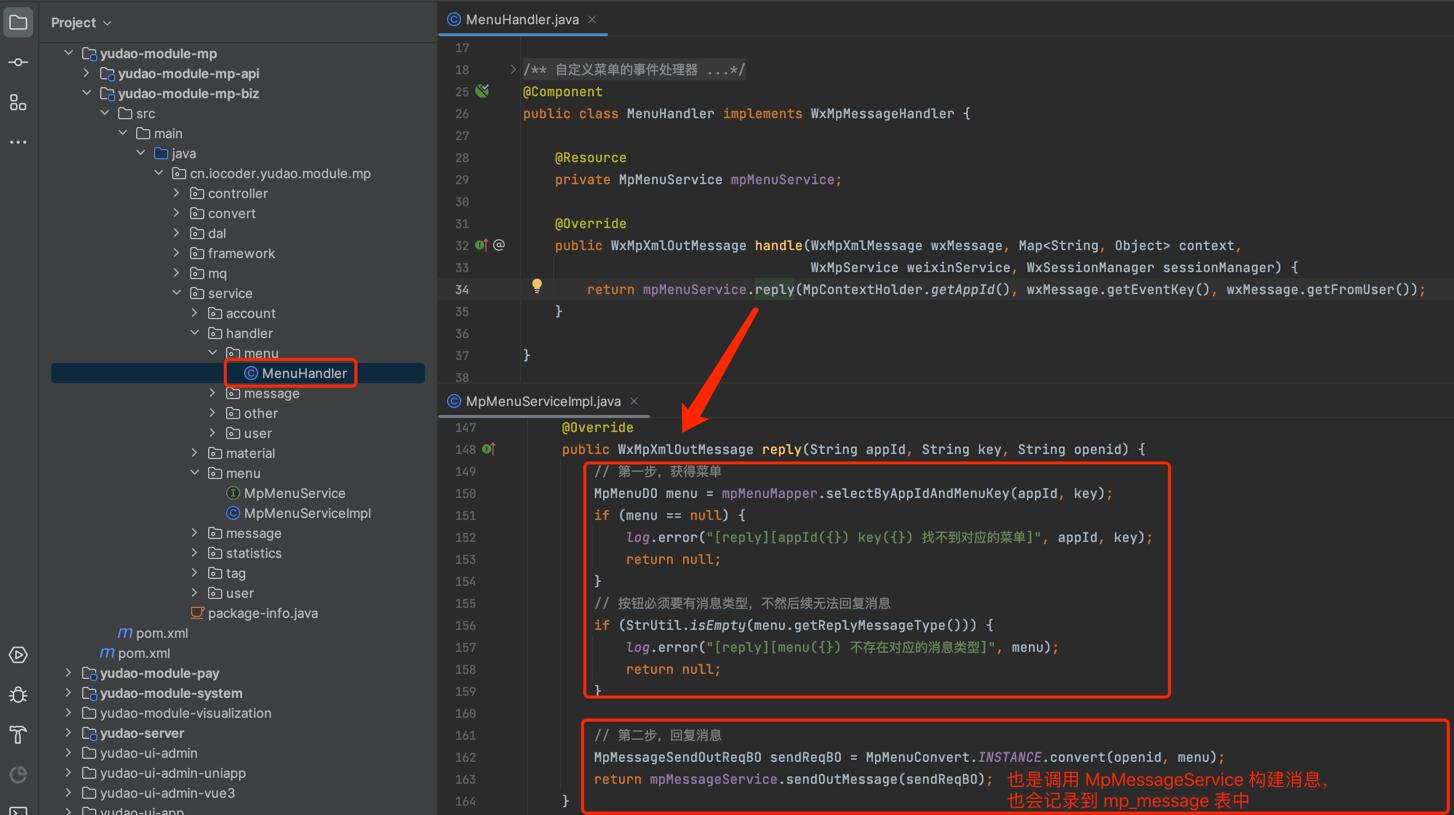 Project
yudao-module-mp
yudao-module-mp-api
yudao-module-mp-biz
src
main
java
cn.iocoder.yudao.module.mp
controller
convert
dal
framework
mq
service
account
handler
menu
MenuHandler
message
other
user
material
menu
MpMenuService
MpMenuServiceImpl
message
statistics
tag
user
package-info.java
m pom.xml
m pom.xml
yudao-module-pay
yudao-module-system
yudao-module-visualization
yudao-server
yudao-ui-admin
yudao-ui-admin-uniapp
yudao-ui-admin-vue3
yudao-ui-app
MenuHandler.java
17
18 /** 自定义菜单的事件处理器 ...*/
25 @Component
26 public class MenuHandler implements WxMpMessageHandler {
27
28 @Resource
29 private MpMenuService mpMenuService;
30
31 @Override
32 public WxMpXmlOutMessage handle(WxMpXmlMessage wxMessage, Map<String, Object> context,
33 WxMpService weixinService, WxSessionManager sessionManager) {
34 return mpMenuService.reply(MpContextHolder.getAppId(), wxMessage.getEventKey(), wxMessage.getFromUser());
35 }
36
37 }
38
MpMenuServiceImpl.java
147 @Override
148 public WxMpXmlOutMessage reply(String appId, String key, String openid) {
149 // 第一步，获得菜单
150 MpMenuDO menu = mpMenuMapper.selectByAppIdAndMenuKey(appId, key);
151 if (menu == null) {
152 log.error("[reply][appId({}) key({}) 找不到对应的菜单]", appId, key);
153 return null;
154 }
155 // 按钮必须要有消息类型，不然后续无法回复消息
156 if (StrUtil.isEmpty(menu.getReplyMessageType())) {
157 log.error("[reply][menu({}) 不存在对应的消息类型]", menu);
158 return null;
159 }
160
161 // 第二步，回复消息
162 MpMessageSendOutReqBO sendReqBO = MpMenuConvert.INSTANCE.convert(openid, menu);
163 return mpMessageService.sendOutMessage(sendReqBO);
164 }
也是调用 MpMessageService 构建消息，
也会记录到 mp_message 表中